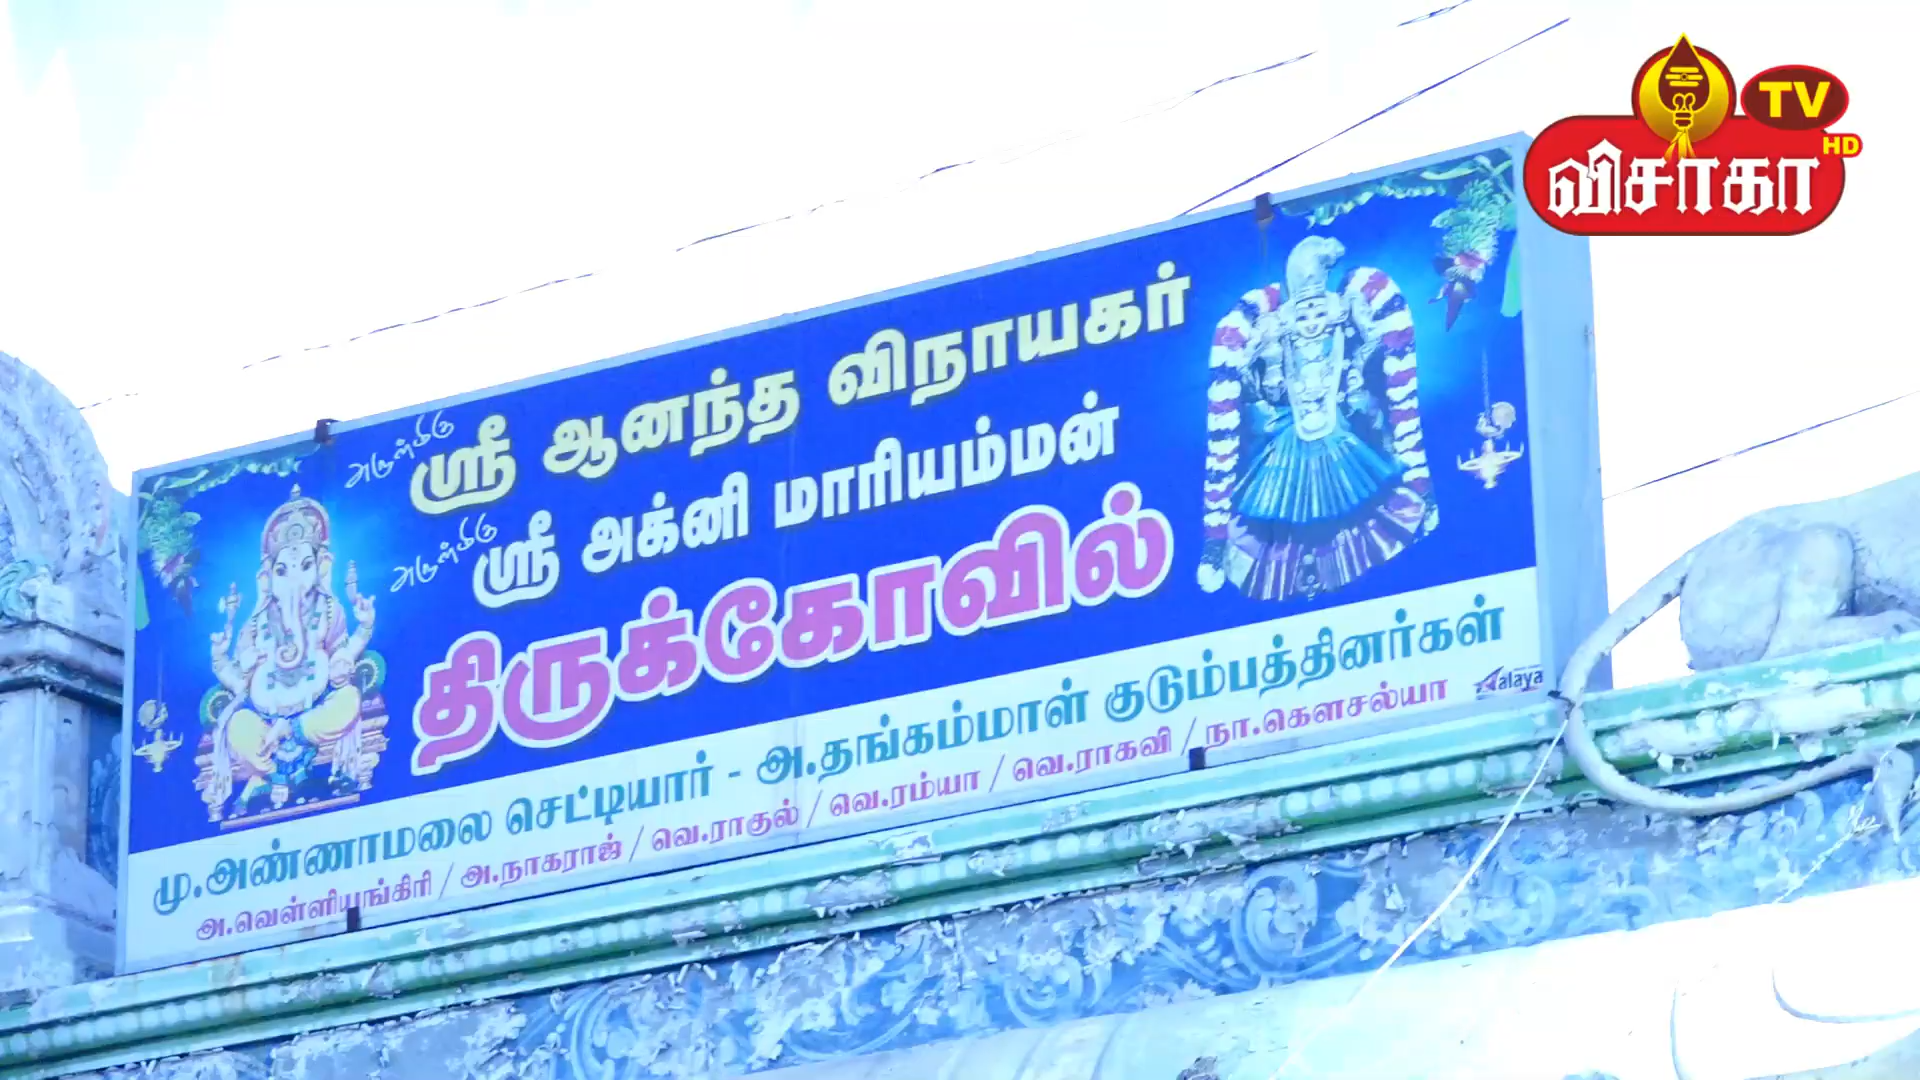 TV
HD
விசாகா
அருள்மிகு ஸ்ரீ ஆனந்த விநாயகர்
அருள்மிகு ஸ்ரீ அக்னி மாரியம்மன்
திருக்கோவில்
மு.அண்ணாமலை செட்டியார் - அ.தங்கம்மாள் குடும்பத்தினர்கள்
அ.வெள்ளியங்கிரி / அ.நாகராஜ் / வெ.ராகுல் / வெ.ரம்யா / வெ.ராகவி / நா.கௌசல்யா
alaya